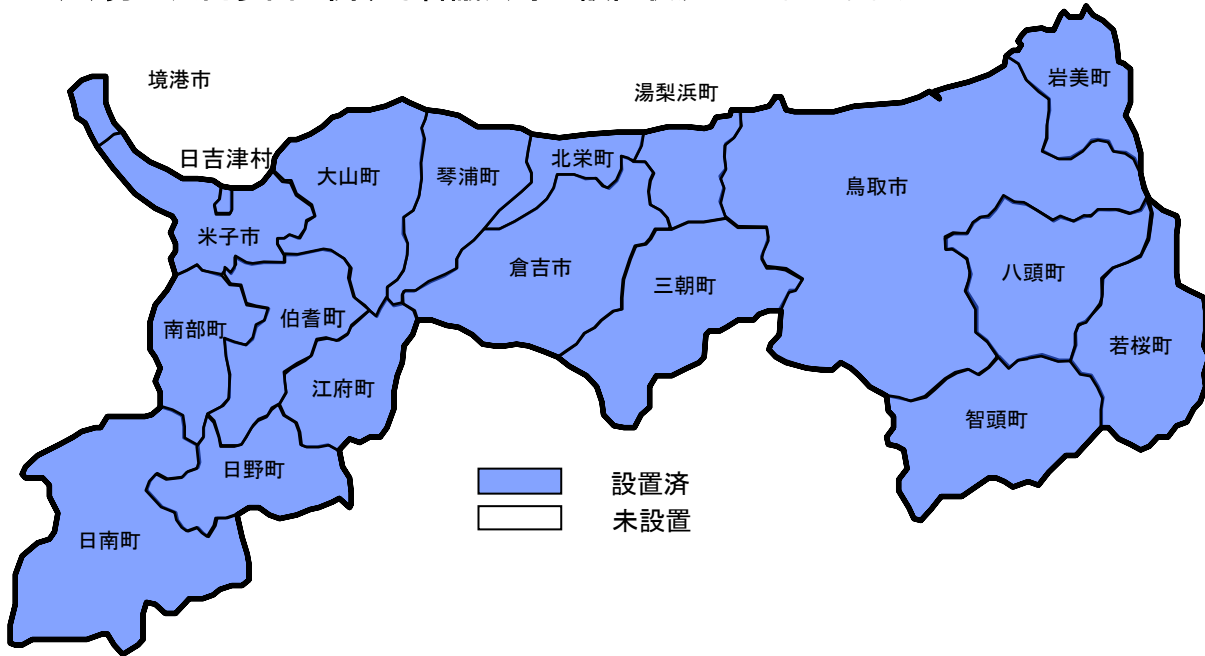 境港市
湯梨浜町
岩美町
日吉津村
大山町
琴浦町
北栄町
鳥取市
米子市
倉吉市
三朝町
八頭町
南部町
伯耆町
若桜町
江府町
智頭町
日野町
日南町
設置済
未設置